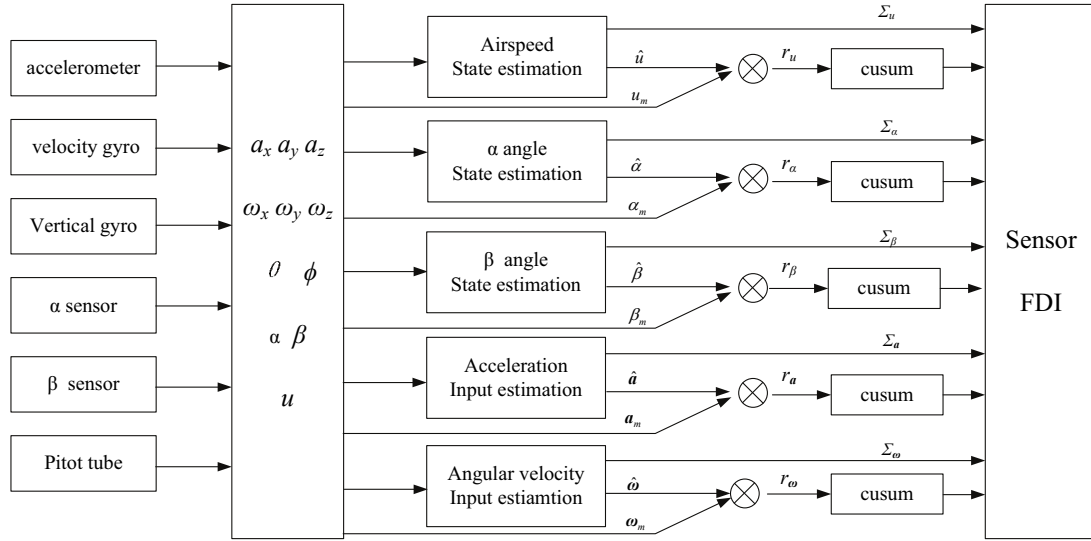 accelerometer
velocity gyro
Vertical gyro
α sensor
β sensor
Pitot tube
a_x a_y a_z
ω_x ω_y ω_z
θ ϕ
α β
u
Airspeed
State estimation
Σ_u
û
u_m
r_u
cusum
α angle
State estimation
Σ_α
α̂
α_m
r_α
cusum
β angle
State estimation
Σ_β
β̂
β_m
r_β
cusum
Acceleration
Input estimation
Σ_a
â
a_m
r_a
cusum
Angular velocity
Input estiamtion
Σ_ω
ω̂
ω_m
r_ω
cusum
Sensor
FDI